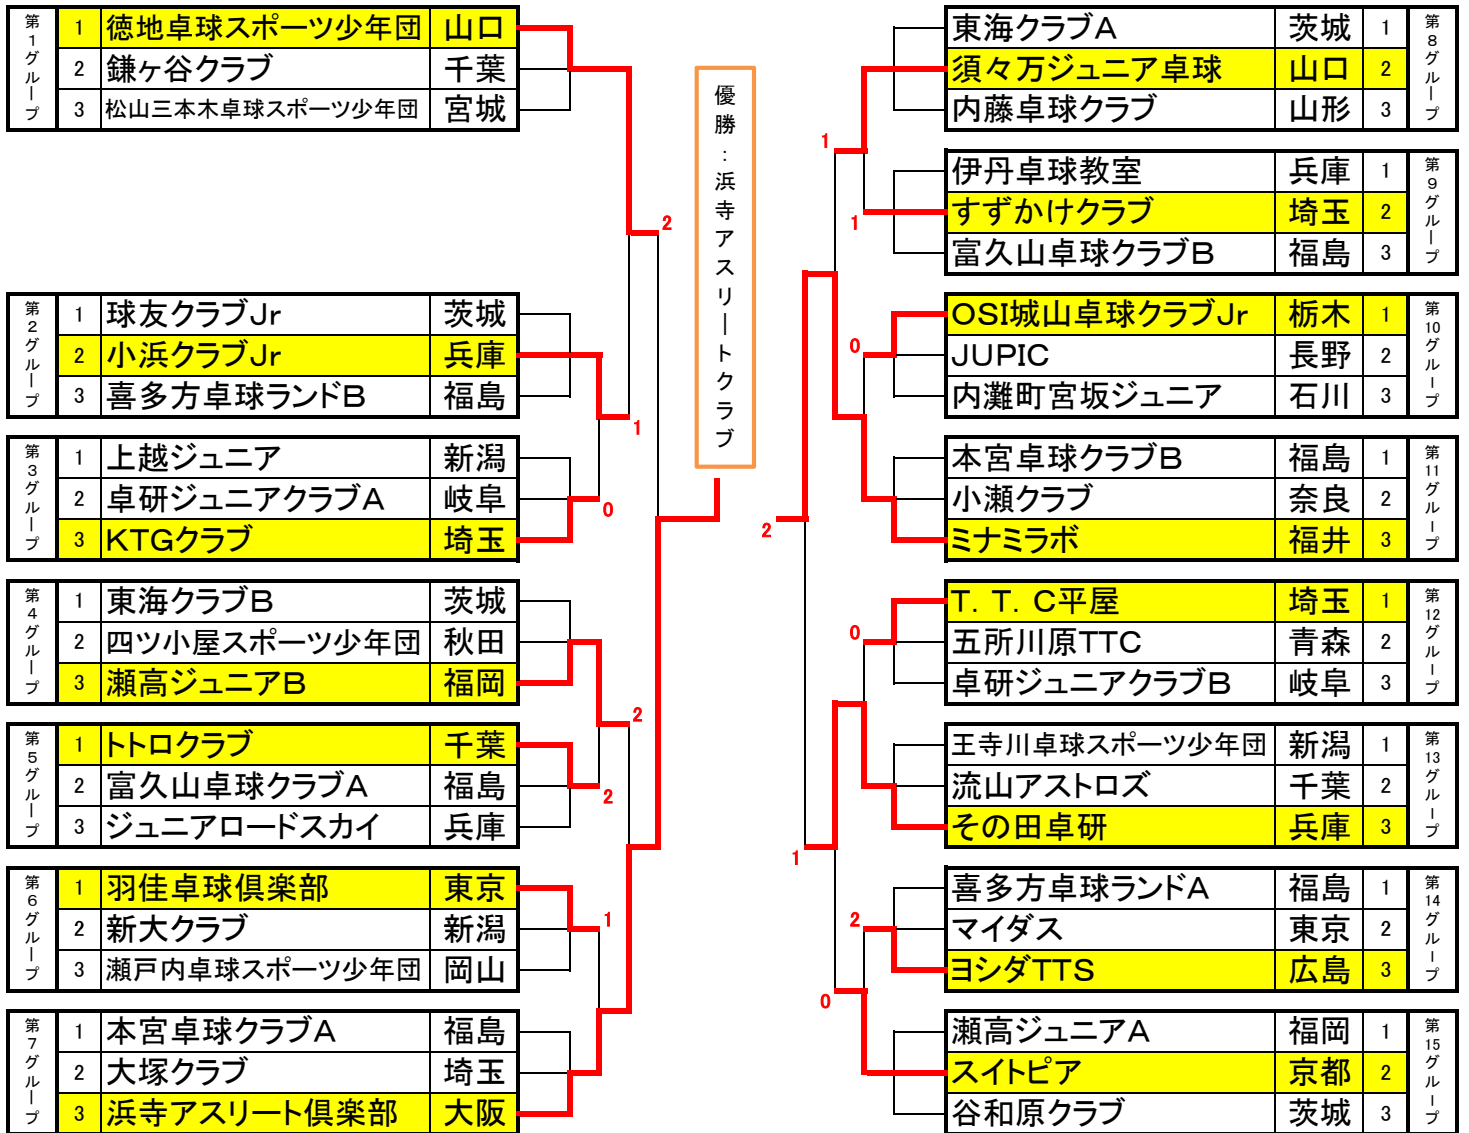 第1グループ
1 徳地卓球スポーツ少年団 山口
2 鎌ヶ谷クラブ 千葉
3 松山三本木卓球スポーツ少年団 宮城
第2グループ
1 球友クラブJr 茨城
2 小浜クラブJr 兵庫
3 喜多方卓球ランドB 福島
第3グループ
1 上越ジュニア 新潟
2 卓研ジュニアクラブA 岐阜
3 KTGクラブ 埼玉
第4グループ
1 東海クラブB 茨城
2 四ツ小屋スポーツ少年団 秋田
3 瀬高ジュニアB 福岡
第5グループ
1 トトロクラブ 千葉
2 富久山卓球クラブA 福島
3 ジュニアロードスカイ 兵庫
第6グループ
1 羽佳卓球倶楽部 東京
2 新大クラブ 新潟
3 瀬戸内卓球スポーツ少年団 岡山
第7グループ
1 本宮卓球クラブA 福島
2 大塚クラブ 埼玉
3 浜寺アスリート倶楽部 大阪
2
1
0
2
2
1
優勝:浜寺アスリートクラブ
2
1
1
0
0
1
2
0
東海クラブA 茨城 1
須々万ジュニア卓球 山口 2
内藤卓球クラブ 山形 3
第8グループ
伊丹卓球教室 兵庫 1
すずかけクラブ 埼玉 2
富久山卓球クラブB 福島 3
第9グループ
OSI城山卓球クラブJr 栃木 1
JUPIC 長野 2
内灘町宮坂ジュニア 石川 3
第10グループ
本宮卓球クラブB 福島 1
小瀬クラブ 奈良 2
ミナミラボ 福井 3
第11グループ
T.T.C平屋 埼玉 1
五所川原TTC 青森 2
卓研ジュニアクラブB 岐阜 3
第12グループ
王寺川卓球スポーツ少年団 新潟 1
流山アストロズ 千葉 2
その田卓研 兵庫 3
第13グループ
喜多方卓球ランドA 福島 1
マイダス 東京 2
ヨシダTTS 広島 3
第14グループ
瀬高ジュニアA 福岡 1
スイトピア 京都 2
谷和原クラブ 茨城 3
第15グループ